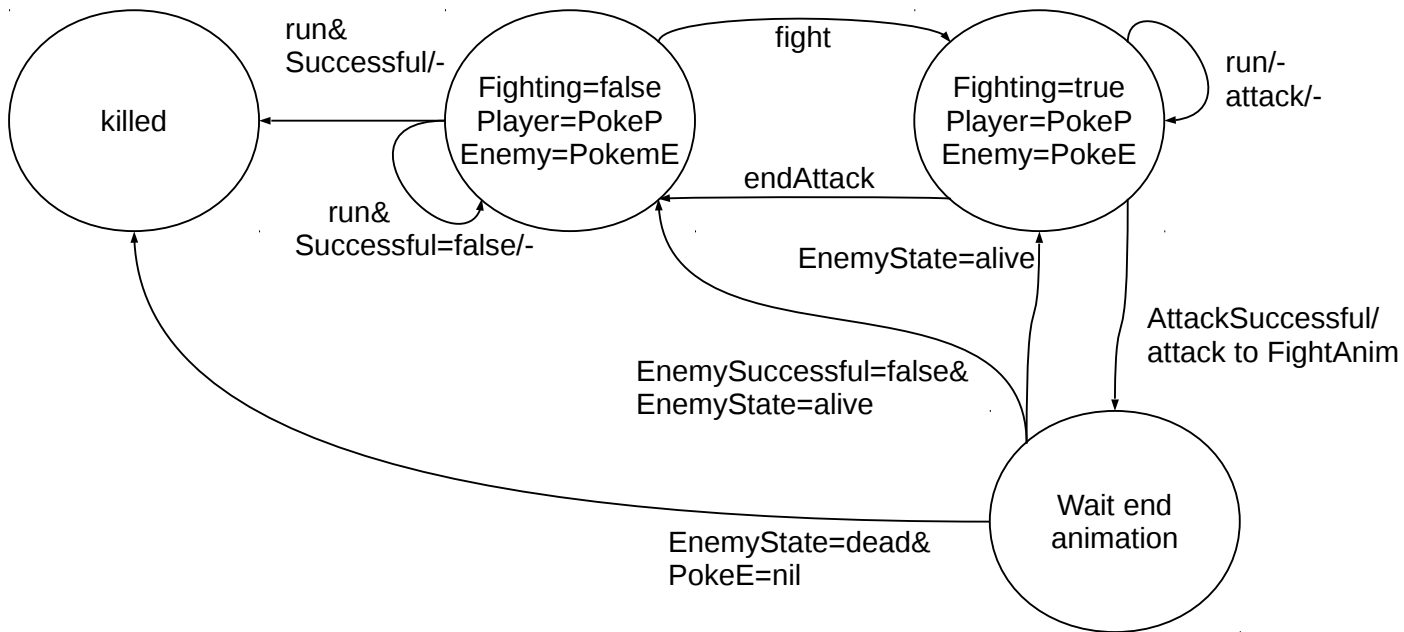 run&
Successful/-
fight
run/-
attack/-
killed
Fighting=false
Player=PokeP
Enemy=PokemE
Fighting=true
Player=PokeP
Enemy=PokeE
endAttack
run&
Successful=false/-
EnemyState=alive
AttackSuccessful/
attack to FightAnim
EnemySuccessful=false&
EnemyState=alive
Wait end
animation
EnemyState=dead&
PokeE=nil